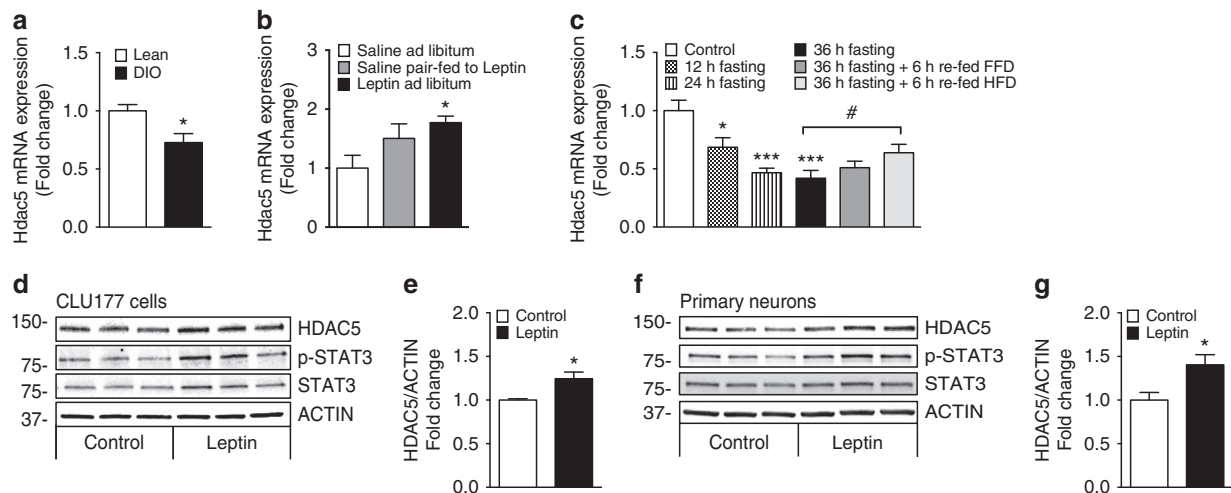 a
Hdac5 mRNA expression
(Fold change)
1.5
1.0
0.5
0.0
Lean
DIO
*
b
Hdac5 mRNA expression
(Fold change)
3
2
1
0
Saline ad libitum
Saline pair-fed to Leptin
Leptin ad libitum
*
c
Hdac5 mRNA expression
(Fold change)
1.5
1.0
0.5
0.0
Control
12 h fasting
24 h fasting
36 h fasting
36 h fasting + 6 h re-fed FFD
36 h fasting + 6 h re-fed HFD
*
***
***
#
d
CLU177 cells
150-
75-
75-
37-
HDAC5
p-STAT3
STAT3
ACTIN
Control
Leptin
e
HDAC5/ACTIN
Fold change
2.0
1.5
1.0
0.5
0.0
Control
Leptin
*
f
Primary neurons
150-
75-
75-
37-
HDAC5
p-STAT3
STAT3
ACTIN
Control
Leptin
g
HDAC5/ACTIN
Fold change
2.0
1.5
1.0
0.5
0.0
Control
Leptin
*